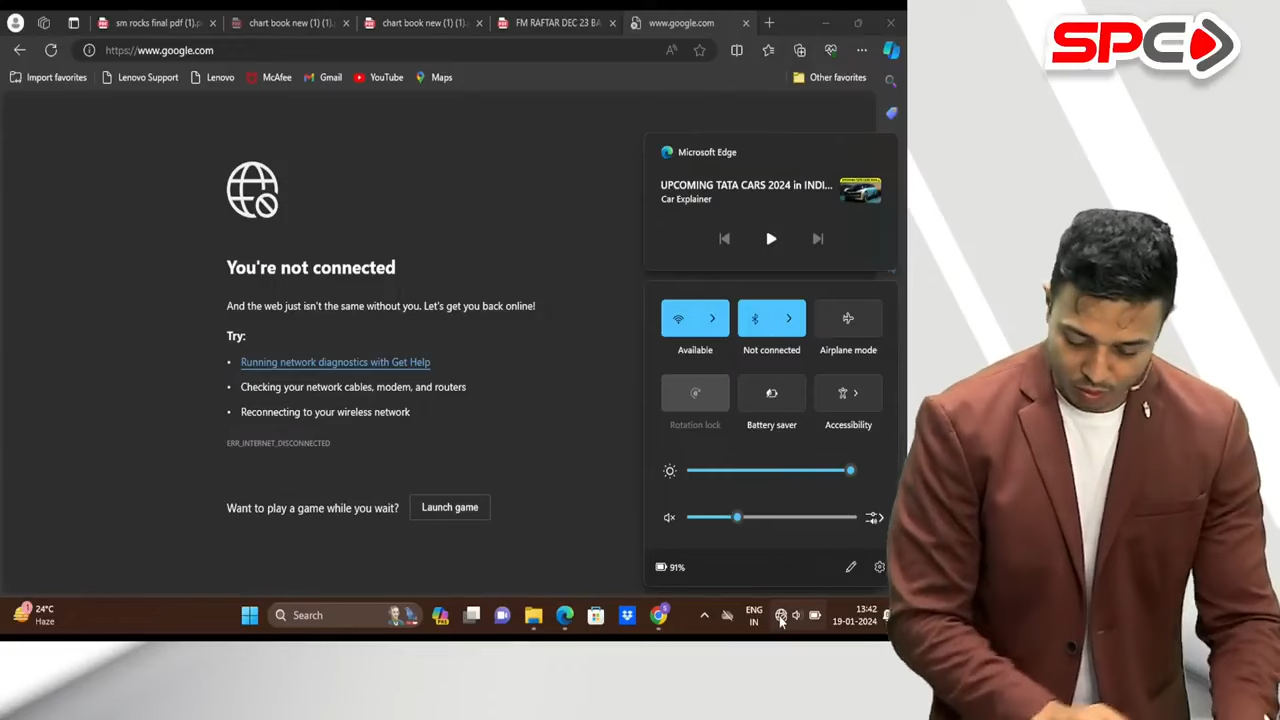 sm rocks final pdf (1).p
chart book new (1) (1).
chart book new (1) (1).
FM RAFTAR DEC 23 BA
www.google.com
https://www.google.com
Import favorites
Lenovo Support
Lenovo
McAfee
Gmail
YouTube
Maps
Other favorites
SPC
You're not connected
And the web just isn't the same without you. Let's get you back online!
Try:
• Running network diagnostics with Get Help
• Checking your network cables, modem, and routers
• Reconnecting to your wireless network
ERR_INTERNET_DISCONNECTED
Want to play a game while you wait?
Launch game
Microsoft Edge
UPCOMING TATA CARS 2024 in INDI...
Car Explainer
Available
Not connected
Airplane mode
Rotation lock
Battery saver
Accessibility
91%
1
24°C
Haze
Search
S
ENG
IN
13:42
19-01-2024